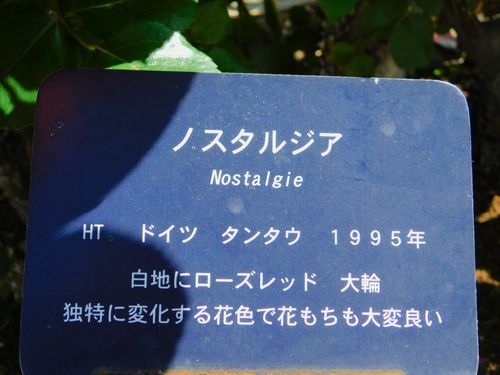 ノスタルジア
Nostalgie
HT　ドイツ　タンタウ　１９９５年
白地にローズレッド　大輪
独特に変化する花色で花もちも大変良い